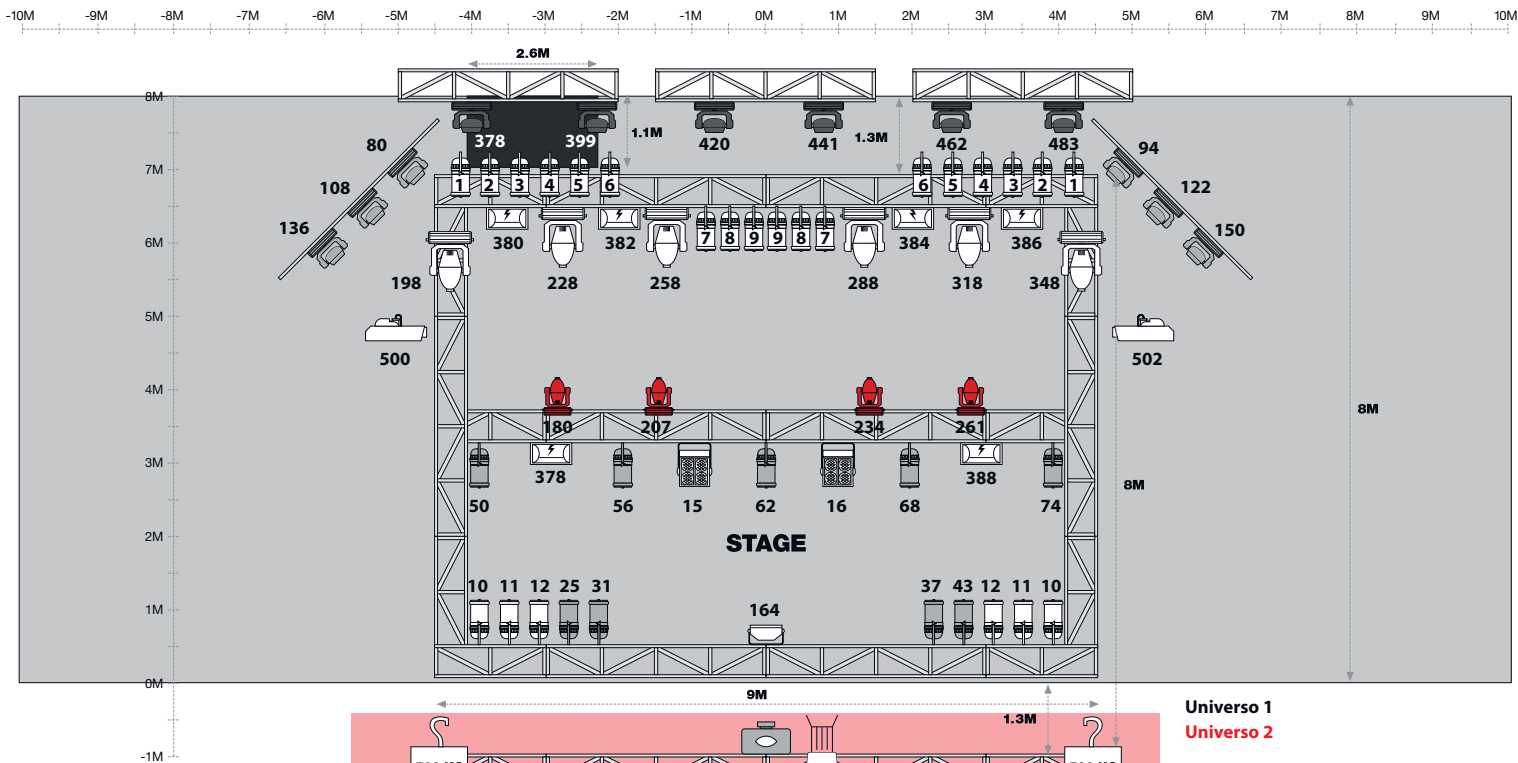 -10M -9M -8M -7M -6M -5M -4M -3M -2M -1M 0M 1M 2M 3M 4M 5M 6M 7M 8M 9M 10M
2.6M
8M
378 399 1.1M 420 441 1.3M 462 483
80 94
7M
1 2 3 4 5 6 6 5 4 3 2 1
108 122
136 150
7 8 9 9 8 7
6M 380 382 384 386
198 228 258 288 318 348
5M
500 502
4M
8M
180 207 234 261
3M
378 388
8M
50 56 15 62 16 68 74
2M
STAGE
10 11 12 25 31 37 43 12 11 10
1M 164
0M
9M
1.3M
Universo 1
Universo 2
-1M